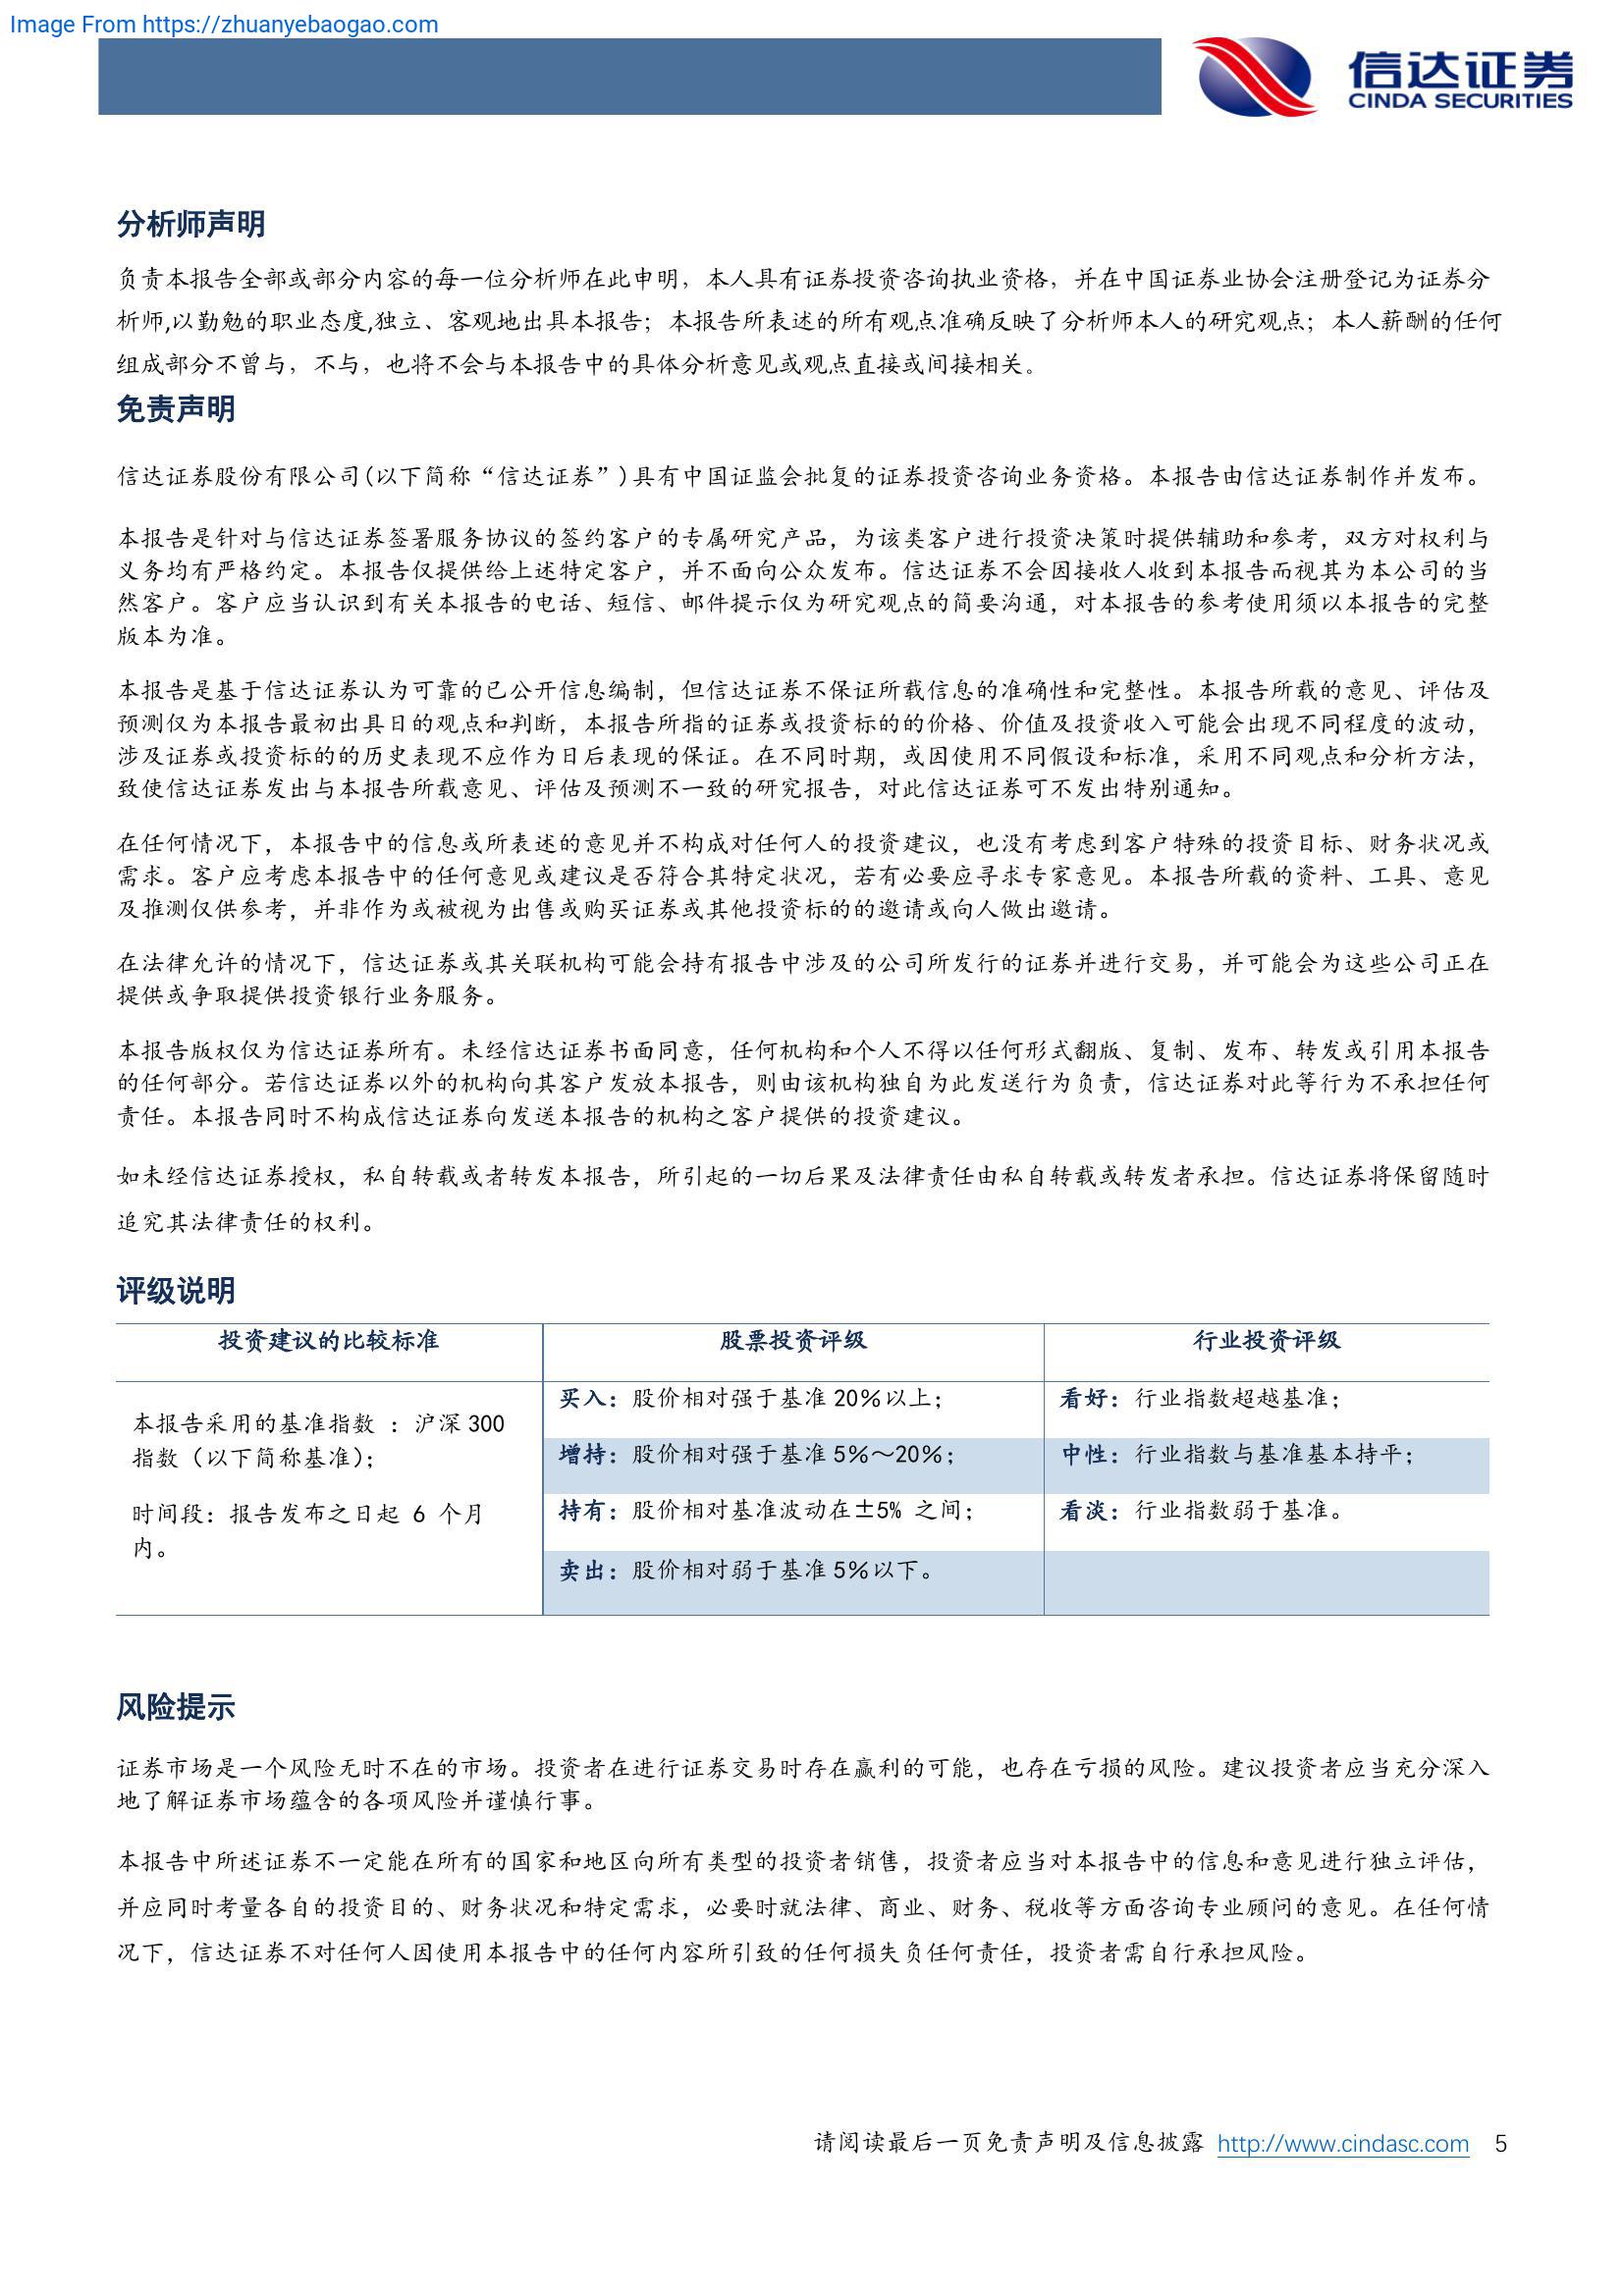 Image From https://zhuanyebaogao.com
信达证券
CINDA SECURITIES
分析师声明
负责本报告全部或部分内容的每一位分析师在此申明，本人具有证券投资咨询执业资格，并在中国证券业协会注册登记为证券分
析师,以勤勉的职业态度,独立、客观地出具本报告；本报告所表述的所有观点准确反映了分析师本人的研究观点；本人薪酬的任何
组成部分不曾与，不与，也将不会与本报告中的具体分析意见或观点直接或间接相关。
免责声明
信达证券股份有限公司(以下简称“信达证券”)具有中国证监会批复的证券投资咨询业务资格。本报告由信达证券制作并发布。
本报告是针对与信达证券签署服务协议的签约客户的专属研究产品，为该类客户进行投资决策时提供辅助和参考，双方对权利与
义务均有严格约定。本报告仅提供给上述特定客户，并不面向公众发布。信达证券不会因接收人收到本报告而视其为本公司的当
然客户。客户应当认识到有关本报告的电话、短信、邮件提示仅为研究观点的简要沟通，对本报告的参考使用须以本报告的完整
版本为准。
本报告是基于信达证券认为可靠的已公开信息编制，但信达证券不保证所载信息的准确性和完整性。本报告所载的意见、评估及
预测仅为本报告最初出具日的观点和判断，本报告所指的证券或投资标的的价格、价值及投资收入可能会出现不同程度的波动，
涉及证券或投资标的的历史表现不应作为日后表现的保证。在不同时期，或因使用不同假设和标准，采用不同观点和分析方法，
致使信达证券发出与本报告所载意见、评估及预测不一致的研究报告，对此信达证券可不发出特别通知。
在任何情况下，本报告中的信息或所表述的意见并不构成对任何人的投资建议，也没有考虑到客户特殊的投资目标、财务状况或
需求。客户应考虑本报告中的任何意见或建议是否符合其特定状况，若有必要应寻求专家意见。本报告所载的资料、工具、意见
及推测仅供参考，并非作为或被视为出售或购买证券或其他投资标的的邀请或向人做出邀请。
在法律允许的情况下，信达证券或其关联机构可能会持有报告中涉及的公司所发行的证券并进行交易，并可能会为这些公司正在
提供或争取提供投资银行业务服务。
本报告版权仅为信达证券所有。未经信达证券书面同意，任何机构和个人不得以任何形式翻版、复制、发布、转发或引用本报告
的任何部分。若信达证券以外的机构向其客户发放本报告，则由该机构独自为此发送行为负责，信达证券对此等行为不承担任何
责任。本报告同时不构成信达证券向发送本报告的机构之客户提供的投资建议。
如未经信达证券授权，私自转载或者转发本报告，所引起的一切后果及法律责任由私自转载或转发者承担。信达证券将保留随时
追究其法律责任的权利。
评级说明
投资建议的比较标准 股票投资评级 行业投资评级
本报告采用的基准指数 ：沪深 300
指数（以下简称基准）；
时间段：报告发布之日起 6 个月
内。
买入：股价相对强于基准 20％以上；
增持：股价相对强于基准 5％～20％；
持有：股价相对基准波动在±5% 之间；
卖出：股价相对弱于基准 5％以下。
看好：行业指数超越基准；
中性：行业指数与基准基本持平；
看淡：行业指数弱于基准。
风险提示
证券市场是一个风险无时不在的市场。投资者在进行证券交易时存在赢利的可能，也存在亏损的风险。建议投资者应当充分深入
地了解证券市场蕴含的各项风险并谨慎行事。
本报告中所述证券不一定能在所有的国家和地区向所有类型的投资者销售，投资者应当对本报告中的信息和意见进行独立评估，
并应同时考量各自的投资目的、财务状况和特定需求，必要时就法律、商业、财务、税收等方面咨询专业顾问的意见。在任何情
况下，信达证券不对任何人因使用本报告中的任何内容所引致的任何损失负任何责任，投资者需自行承担风险。
请阅读最后一页免责声明及信息披露 http://www.cindasc.com 5